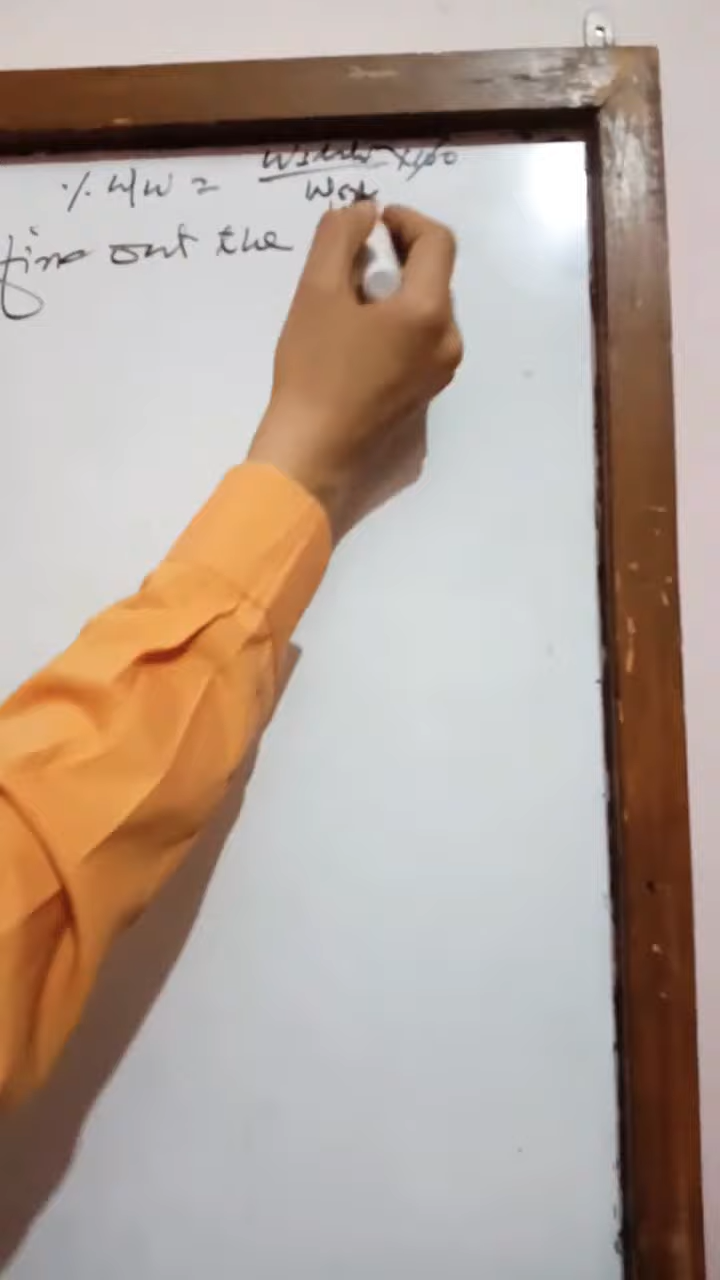 % W/W = Wsolute/Wsol × 100
find out the